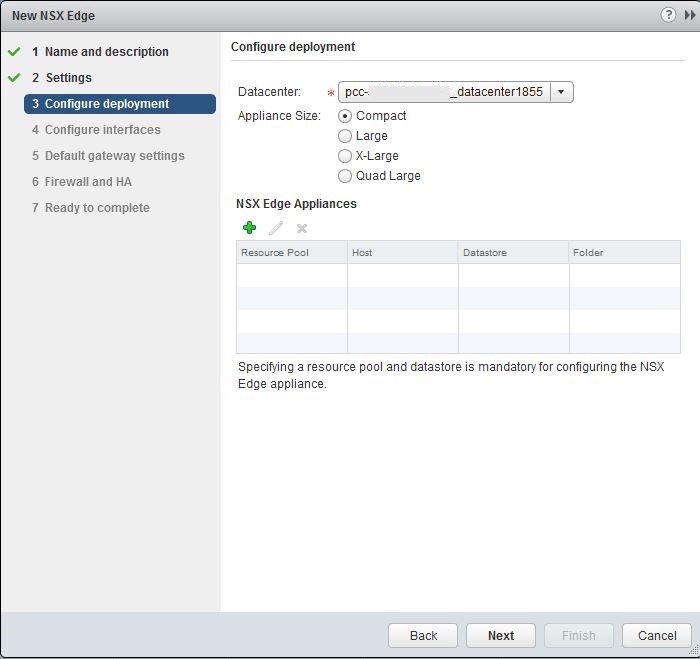 New NSX Edge
?
1 Name and description
2 Settings
3 Configure deployment
4 Configure interfaces
5 Default gateway settings
6 Firewall and HA
7 Ready to complete
Configure deployment
Datacenter: * pcc- _datacenter1855
Appliance Size: Compact
Large
X-Large
Quad Large
NSX Edge Appliances
Resource Pool Host Datastore Folder
Specifying a resource pool and datastore is mandatory for configuring the NSX
Edge appliance.
Back Next Finish Cancel